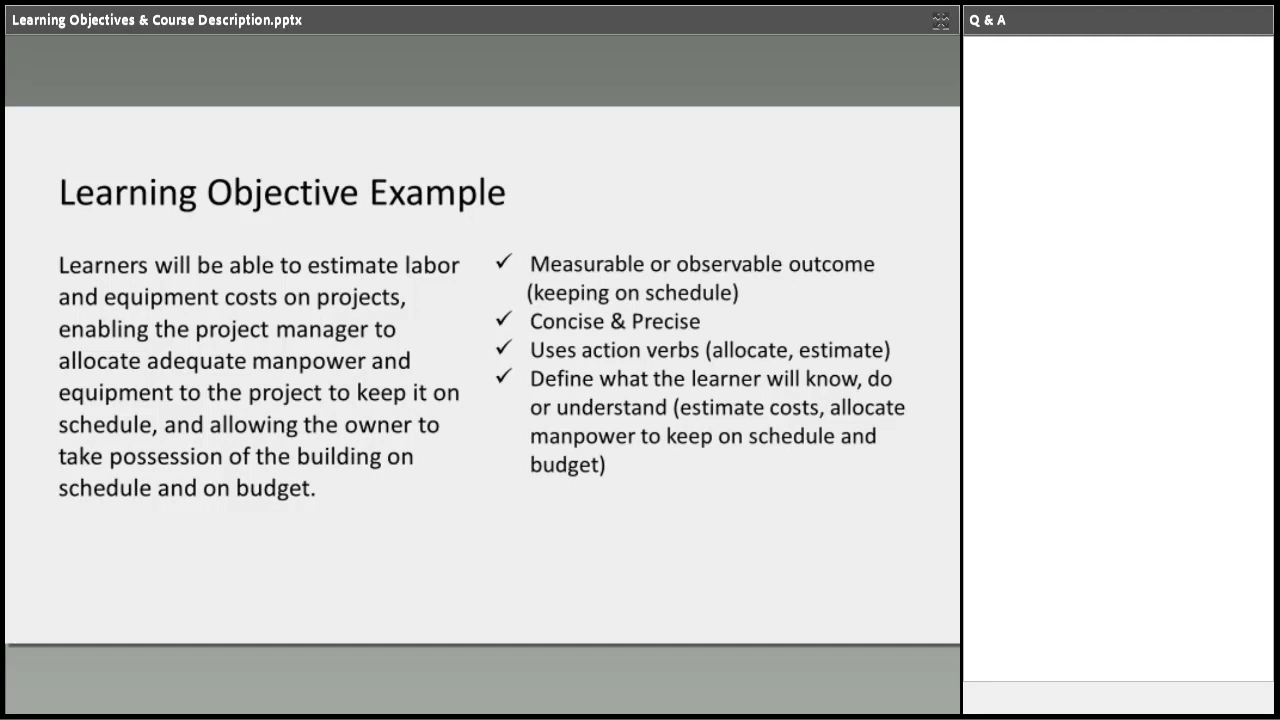 Learning Objectives & Course Description.pptx
Q & A
Learning Objective Example
Learners will be able to estimate labor
and equipment costs on projects,
enabling the project manager to
allocate adequate manpower and
equipment to the project to keep it on
schedule, and allowing the owner to
take possession of the building on
schedule and on budget.
✓ Measurable or observable outcome
(keeping on schedule)
✓ Concise & Precise
✓ Uses action verbs (allocate, estimate)
✓ Define what the learner will know, do
or understand (estimate costs, allocate
manpower to keep on schedule and
budget)